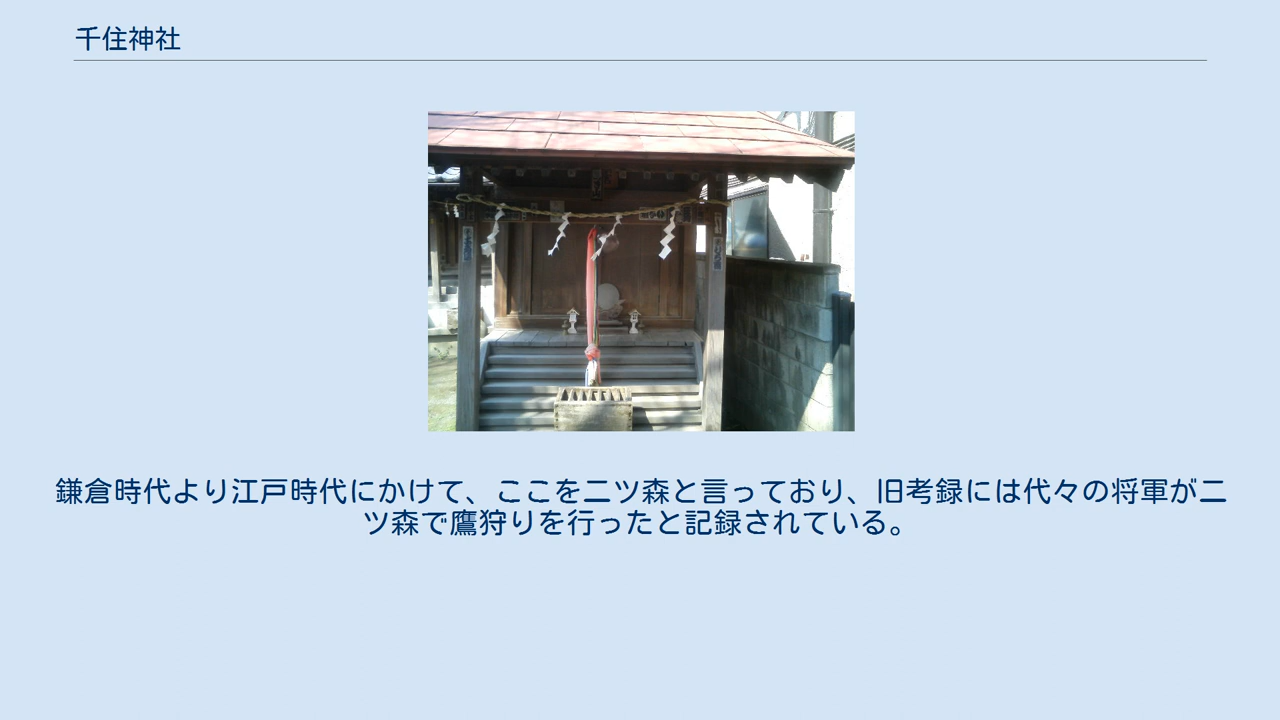 千住神社
鎌倉時代より江戸時代にかけて、ここを二ツ森と言っており、旧考録には代々の将軍が二
ツ森で鷹狩りを行ったと記録されている。